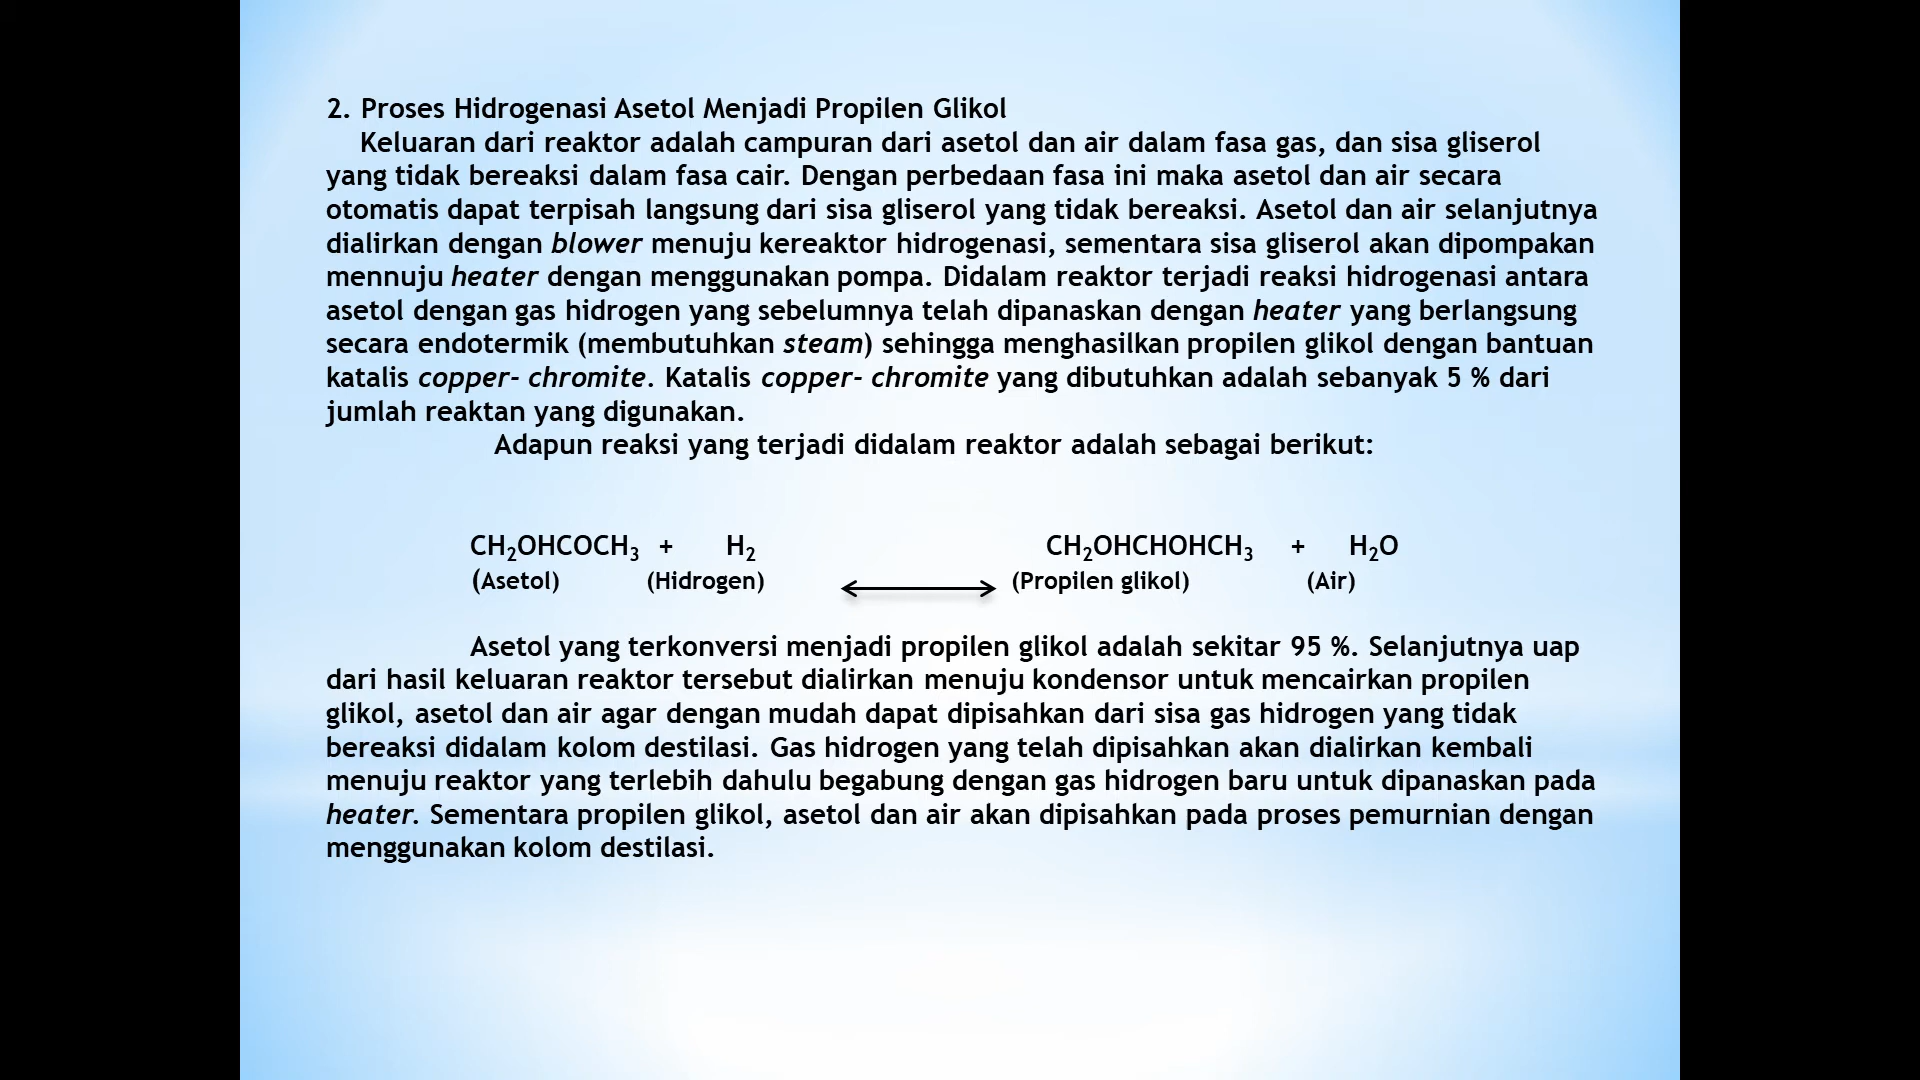 2. Proses Hidrogenasi Asetol Menjadi Propilen Glikol
Keluaran dari reaktor adalah campuran dari asetol dan air dalam fasa gas, dan sisa gliserol
yang tidak bereaksi dalam fasa cair. Dengan perbedaan fasa ini maka asetol dan air secara
otomatis dapat terpisah langsung dari sisa gliserol yang tidak bereaksi. Asetol dan air selanjutnya
dialirkan dengan blower menuju kereaktor hidrogenasi, sementara sisa gliserol akan dipompakan
mennuju heater dengan menggunakan pompa. Didalam reaktor terjadi reaksi hidrogenasi antara
asetol dengan gas hidrogen yang sebelumnya telah dipanaskan dengan heater yang berlangsung
secara endotermik (membutuhkan steam) sehingga menghasilkan propilen glikol dengan bantuan
katalis copper- chromite. Katalis copper- chromite yang dibutuhkan adalah sebanyak 5 % dari
jumlah reaktan yang digunakan.
Adapun reaksi yang terjadi didalam reaktor adalah sebagai berikut:
CH₂OHCOCH₃ + H₂ CH₂OHCHOHCH₃ + H₂O
(Asetol) (Hidrogen) (Propilen glikol) (Air)
Asetol yang terkonversi menjadi propilen glikol adalah sekitar 95 %. Selanjutnya uap
dari hasil keluaran reaktor tersebut dialirkan menuju kondensor untuk mencairkan propilen
glikol, asetol dan air agar dengan mudah dapat dipisahkan dari sisa gas hidrogen yang tidak
bereaksi didalam kolom destilasi. Gas hidrogen yang telah dipisahkan akan dialirkan kembali
menuju reaktor yang terlebih dahulu begabung dengan gas hidrogen baru untuk dipanaskan pada
heater. Sementara propilen glikol, asetol dan air akan dipisahkan pada proses pemurnian dengan
menggunakan kolom destilasi.